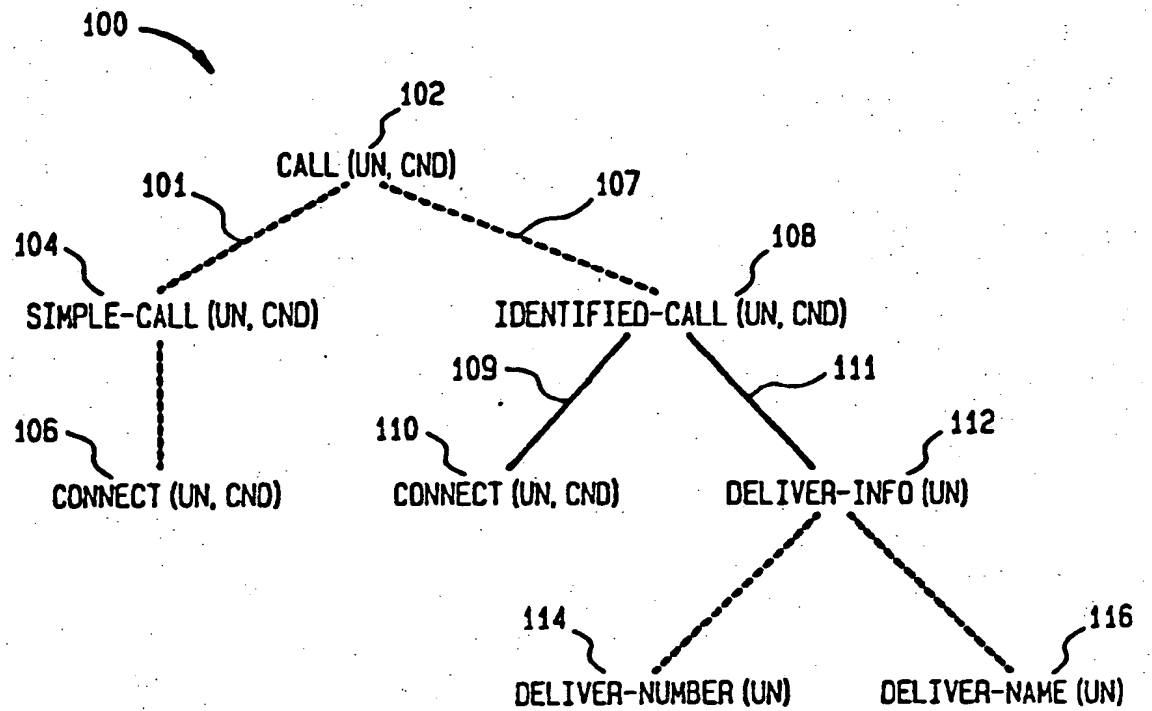 100
102
CALL (UN, CND)
101
107
104
108
SIMPLE-CALL (UN, CND)
IDENTIFIED-CALL (UN, CND)
109
111
106
110
112
CONNECT (UN, CND)
CONNECT (UN, CND)
DELIVER-INFO (UN)
114
116
DELIVER-NUMBER (UN)
DELIVER-NAME (UN)